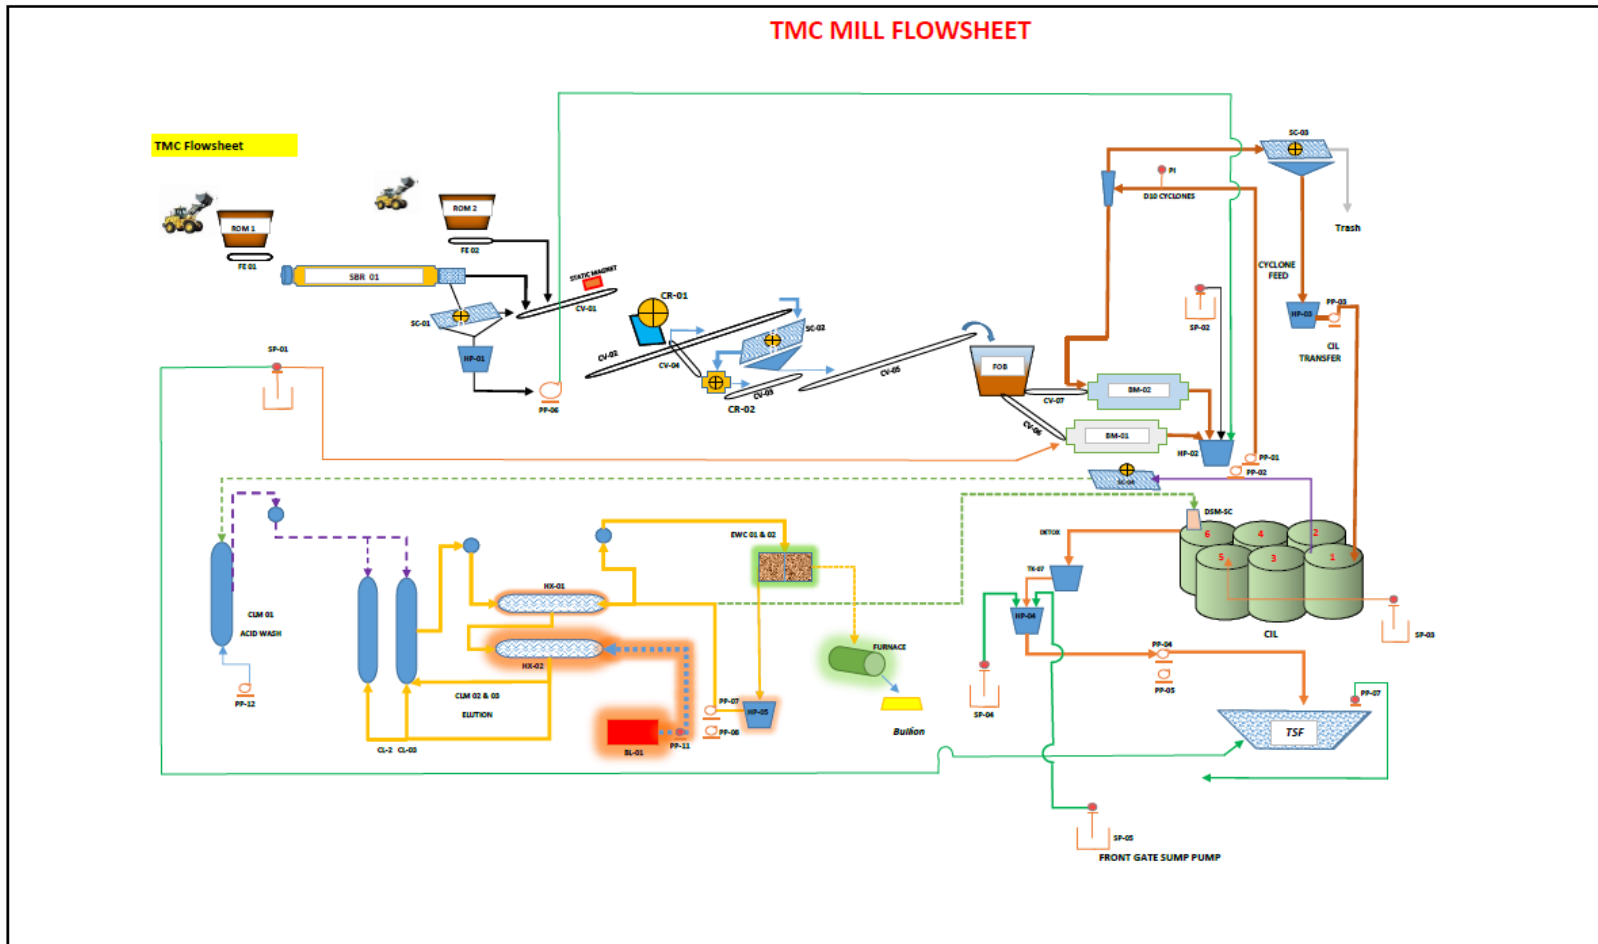 TMC MILL FLOWSHEET
TMC Flowsheet
SC-03
PI
D10 CYCLONES
Trash
ROM 1
ROM 2
FE 01
FE 02
SBR 01
STATIC MAGNET
CV-01
SC-01
HP-01
PP-06
CR-01
CV-02
CV-04
SC-02
CR-02
CV-03
CV-05
FOB
CV-07
CV-06
BM-02
BM-01
HP-02
PP-01
PP-02
SP-02
CYCLONE
FEED
HP-03
PP-03
CIL
TRANSFER
SP-01
SC-04
DSM-SC
6
4
2
5
3
1
CIL
SP-03
DETOX
TK-07
HP-04
PP-04
PP-05
SP-04
PP-07
TSF
SP-05
FRONT GATE SUMP PUMP
CLM 01
ACID WASH
PP-12
HX-01
HX-02
CLM 02 & 03
ELUTION
CL-2
CL-03
BL-01
PP-11
EWC 01 & 02
PP-07
PP-08
HP-05
FURNACE
Bullion